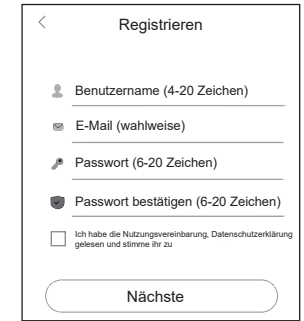 Registrieren
Benutzername (4-20 Zeichen)
E-Mail (wahlweise)
Passwort (6-20 Zeichen)
Passwort bestätigen (6-20 Zeichen)
Ich habe die Nutzungsvereinbarung, Datenschutzerklärung
gelesen und stimme ihr zu
Nächste